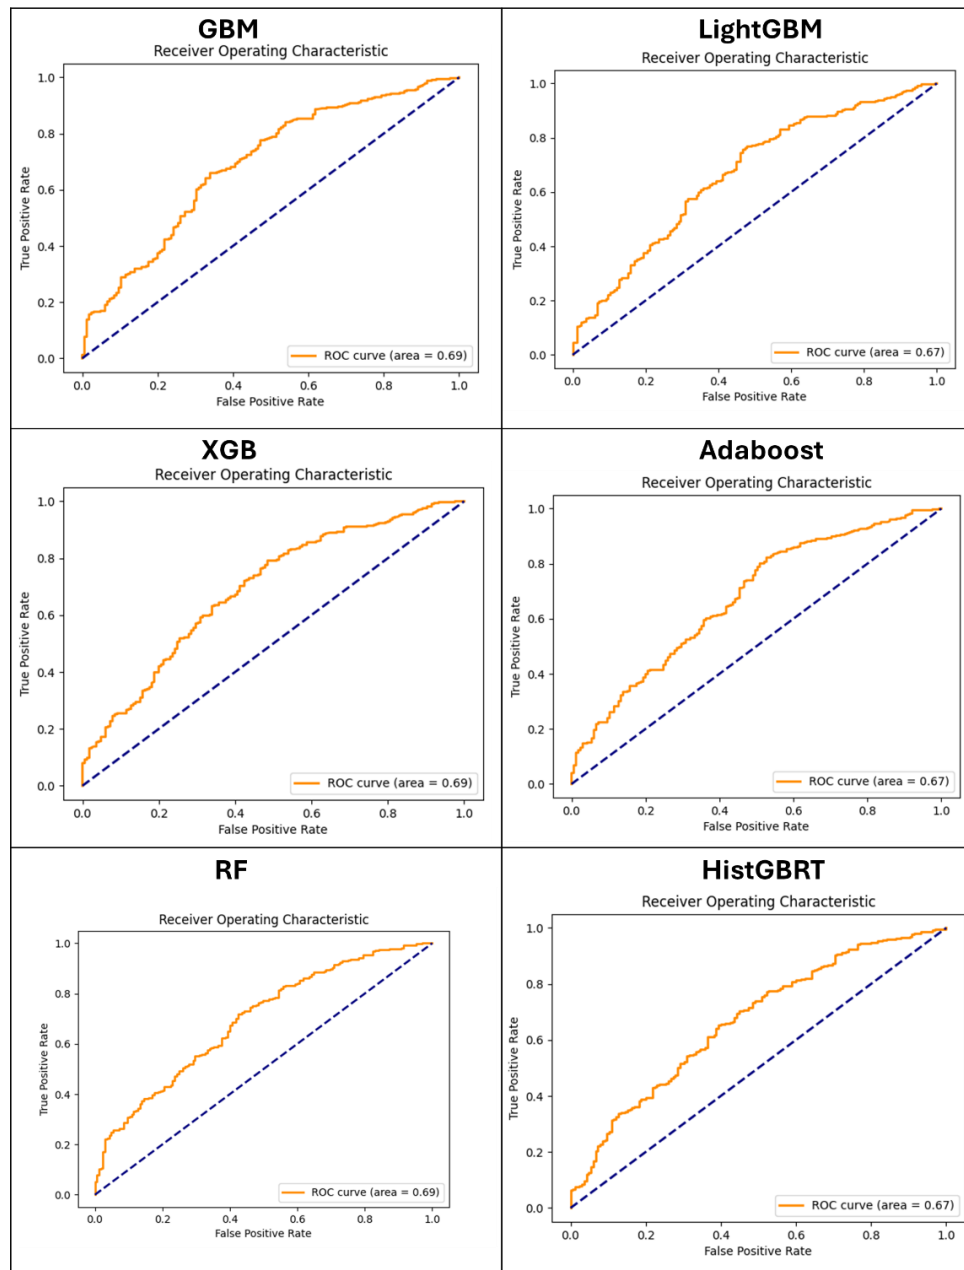 GBM
Receiver Operating Characteristic
True Positive Rate
1.0
0.8
0.6
0.4
0.2
0.0
ROC curve (area = 0.69)
0.0 0.2 0.4 0.6 0.8 1.0
False Positive Rate
LightGBM
Receiver Operating Characteristic
True Positive Rate
1.0
0.8
0.6
0.4
0.2
0.0
ROC curve (area = 0.67)
0.0 0.2 0.4 0.6 0.8 1.0
False Positive Rate
XGB
Receiver Operating Characteristic
True Positive Rate
1.0
0.8
0.6
0.4
0.2
0.0
ROC curve (area = 0.69)
0.0 0.2 0.4 0.6 0.8 1.0
False Positive Rate
Adaboost
Receiver Operating Characteristic
True Positive Rate
1.0
0.8
0.6
0.4
0.2
0.0
ROC curve (area = 0.67)
0.0 0.2 0.4 0.6 0.8 1.0
False Positive Rate
RF
Receiver Operating Characteristic
True Positive Rate
1.0
0.8
0.6
0.4
0.2
0.0
ROC curve (area = 0.69)
0.0 0.2 0.4 0.6 0.8 1.0
False Positive Rate
HistGBRT
Receiver Operating Characteristic
True Positive Rate
1.0
0.8
0.6
0.4
0.2
0.0
ROC curve (area = 0.67)
0.0 0.2 0.4 0.6 0.8 1.0
False Positive Rate